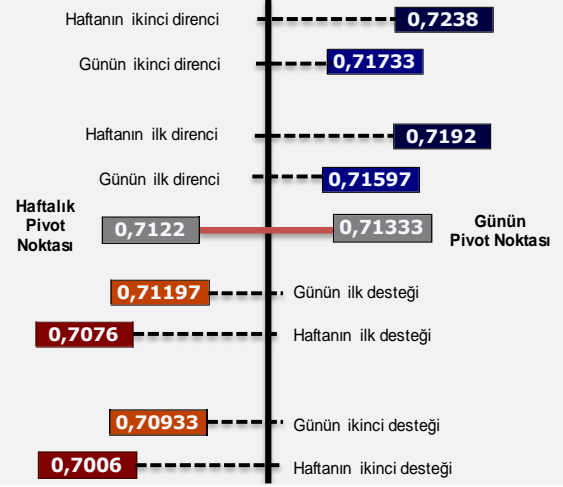 Haftanın ikinci direnci 0,7238
Günün ikinci direnci 0,71733
Haftanın ilk direnci 0,7192
Günün ilk direnci 0,71597
Haftalık
Pivot
Noktası
0,7122 0,71333
Günün
Pivot Noktası
0,71197 Günün ilk desteği
0,7076 Haftanın ilk desteği
0,70933 Günün ikinci desteği
0,7006 Haftanın ikinci desteği